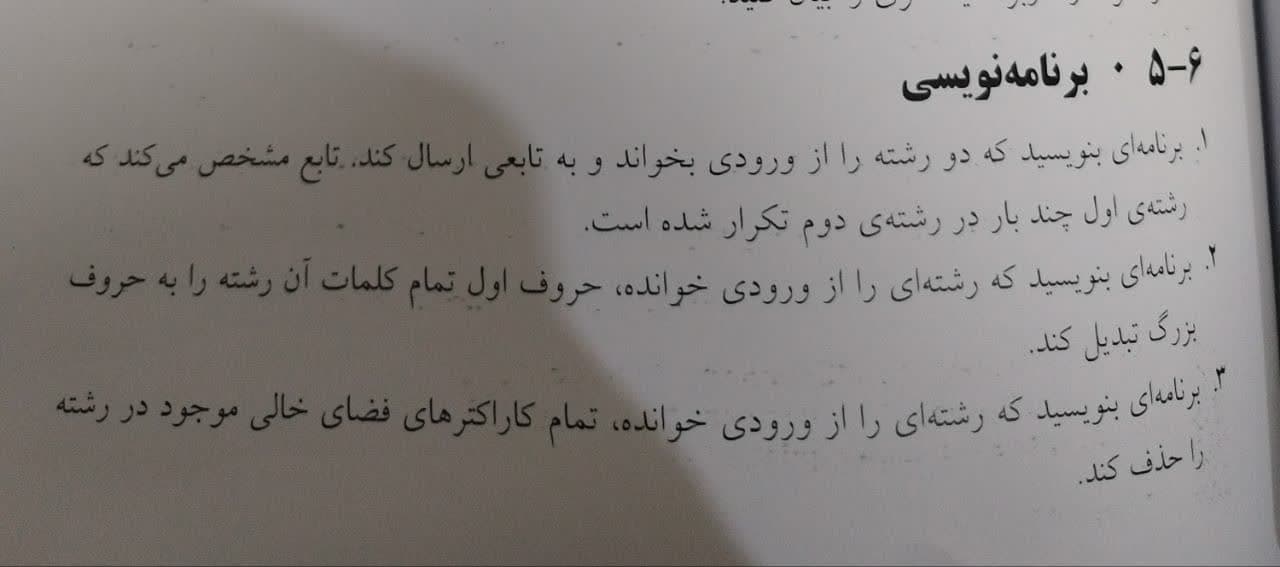 را بیان کنید.
۵-۶ • برنامه‌نویسی
۱. برنامه‌ای بنویسید که دو رشته را از ورودی بخواند و به تابعی ارسال کند. تابع مشخص می‌کند که
رشته‌ی اول چند بار در رشته‌ی دوم تکرار شده است.
۲. برنامه‌ای بنویسید که رشته‌ای را از ورودی خوانده، حروف اول تمام کلمات آن رشته را به حروف
بزرگ تبدیل کند.
۳. برنامه‌ای بنویسید که رشته‌ای را از ورودی خوانده، تمام کاراکترهای فضای خالی موجود در رشته
را حذف کند.